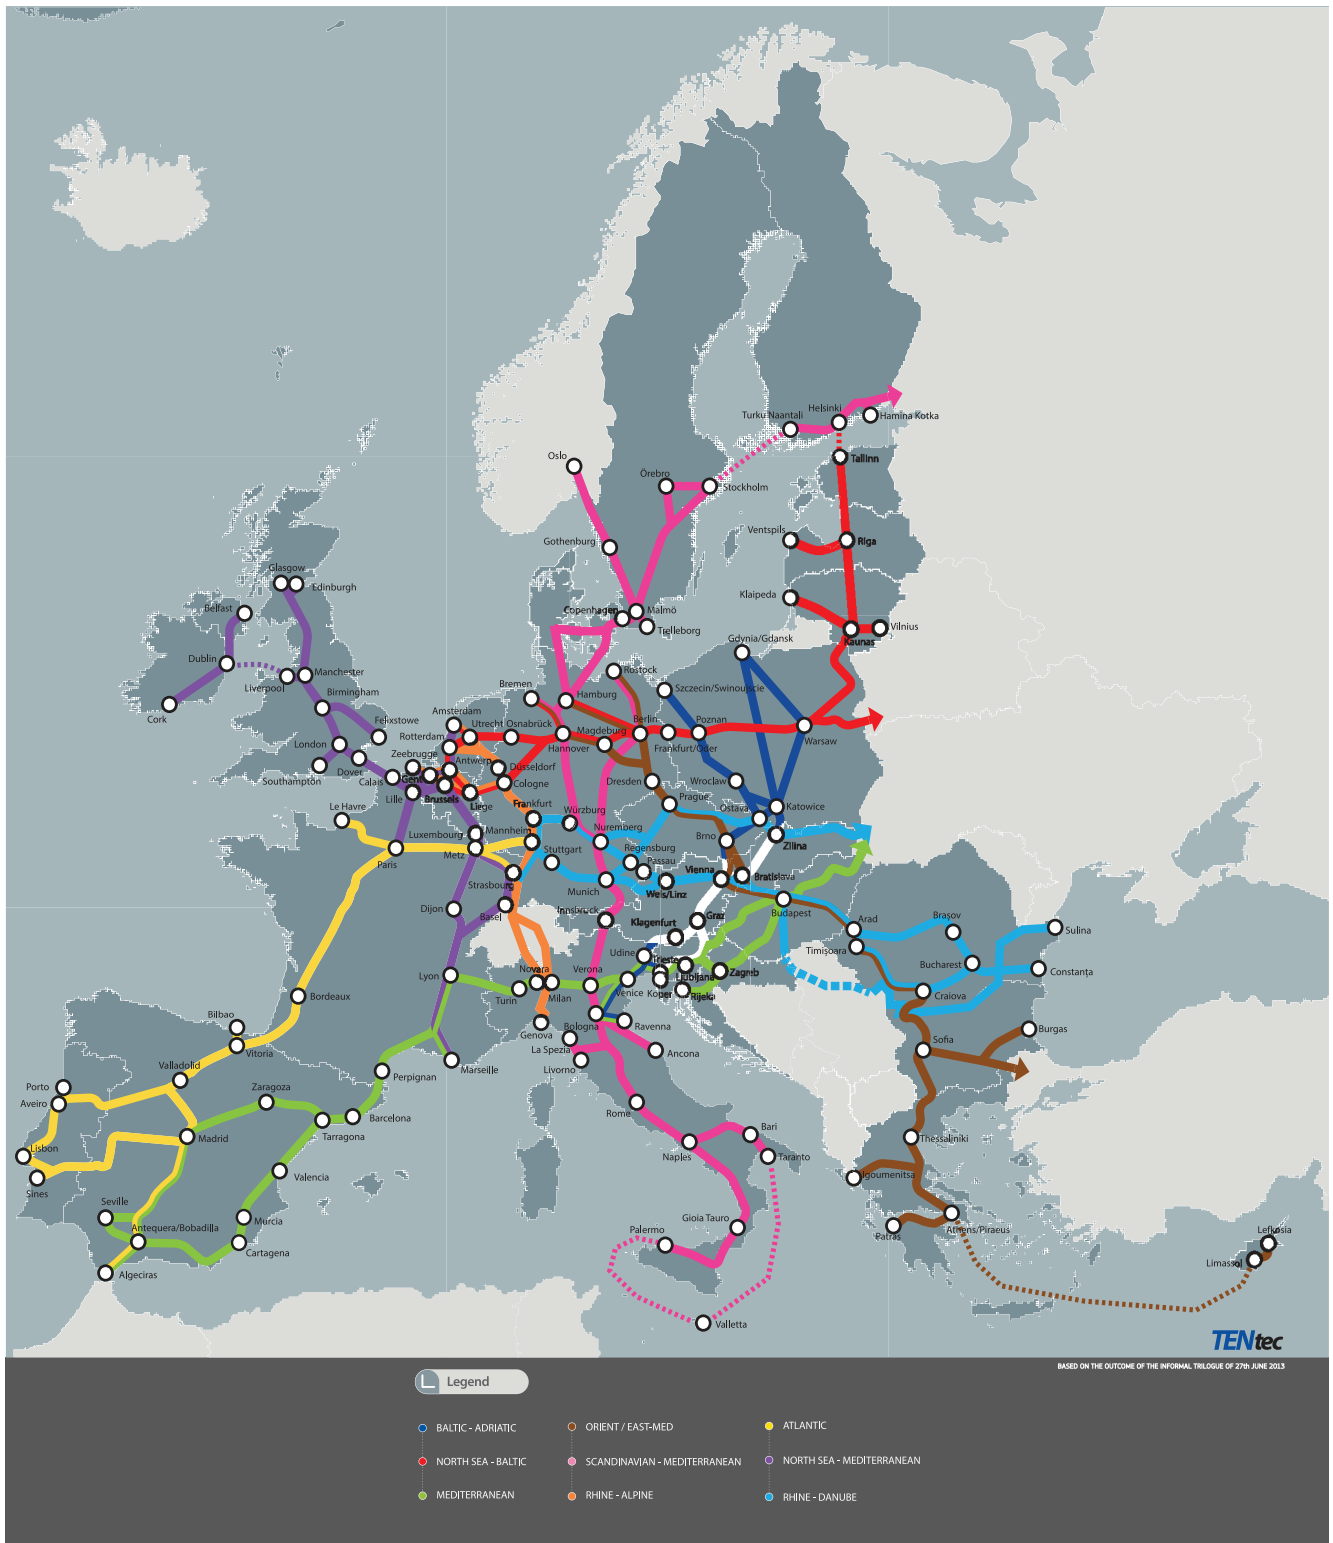 Helsinki
Hamina Kotka
Turku Naantali
Tallinn
Oslo
Örebro
Stockholm
Ventspils
Riga
Gothenburg
Glasgow
Edinburgh
Klaipeda
Belfast
Copenhagen
Malmö
Trelleborg
Vilnius
Kaunas
Gdynia/Gdansk
Dublin
Manchester
Rostock
Liverpool
Bremen
Szczecin/Swinoujscie
Birmingham
Hamburg
Cork
Amsterdam
Felixstowe
Utrecht
Osnabrück
Magdeburg
Berlin
Poznan
Rotterdam
London
Hannover
Frankfurt/Oder
Warsaw
Zeebrugge
Antwerp
Dover
Düsseldorf
Southampton
Calais
Gent
Cologne
Dresden
Wroclaw
Lille
Brussels
Liege
Prague
Le Havre
Frankfurt
Würzburg
Ostava
Katowice
Luxembourg
Mannheim
Nuremberg
Brno
Zilina
Metz
Stuttgart
Regensburg
Paris
Passau
Vienna
Bratislava
Strasbourg
Munich
Wels/Linz
Dijon
Basel
Innsbruck
Klagenfurt
Graz
Budapest
Arad
Braşov
Sulina
Timişoara
Udine
Trieste
Ljubljana
Zagreb
Bucharest
Constanţa
Lyon
Novara
Verona
Turin
Milan
Venice
Koper
Rijeka
Craiova
Bordeaux
Bilbao
Genova
Bologna
Ravenna
Burgas
Vitoria
La Spezia
Ancona
Sofia
Valladolid
Marseille
Livorno
Perpignan
Porto
Zaragoza
Aveiro
Rome
Barcelona
Madrid
Tarragona
Bari
Thessaliniki
Lisbon
Naples
Taranto
Valencia
Igoumenitsa
Sines
Seville
Murcia
Gioia Tauro
Antequera/Bobadilla
Palermo
Athens/Piraeus
Patras
Lefkosia
Cartagena
Limassol
Algeciras
Valletta
TENtec
BASED ON THE OUTCOME OF THE INFORMAL TRILOGUE OF 27th JUNE 2013
Legend
BALTIC - ADRIATIC
ORIENT / EAST-MED
ATLANTIC
NORTH SEA - BALTIC
SCANDINAVIAN - MEDITERRANEAN
NORTH SEA - MEDITERRANEAN
MEDITERRANEAN
RHINE - ALPINE
RHINE - DANUBE